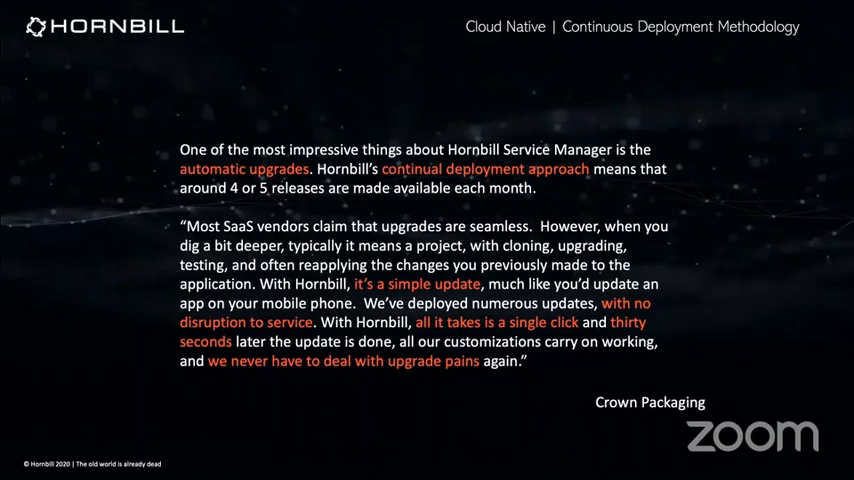 HORNBILL
Cloud Native | Continuous Deployment Methodology
One of the most impressive things about Hornbill Service Manager is the
automatic upgrades. Hornbill’s continual deployment approach means that
around 4 or 5 releases are made available each month.
“Most SaaS vendors claim that upgrades are seamless.  However, when you
dig a bit deeper, typically it means a project, with cloning, upgrading,
testing, and often reapplying the changes you previously made to the
application. With Hornbill, it’s a simple update, much like you’d update an
app on your mobile phone.  We’ve deployed numerous updates, with no
disruption to service. With Hornbill, all it takes is a single click and thirty
seconds later the update is done, all our customizations carry on working,
and we never have to deal with upgrade pains again.”
Crown Packaging
zoom
© Hornbill 2020 | The old world is already dead